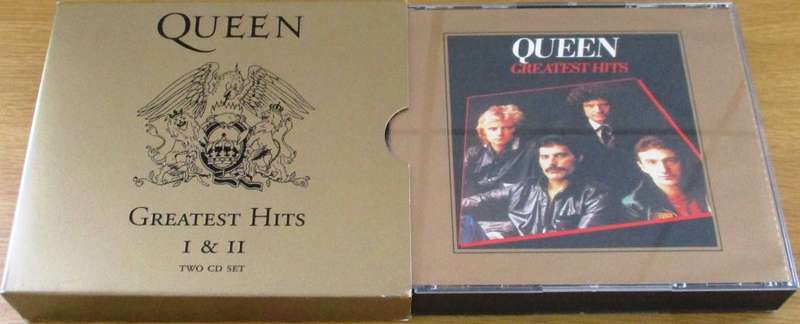 QUEEN
GREATEST HITS
I & II
TWO CD SET
QUEEN
GREATEST HITS